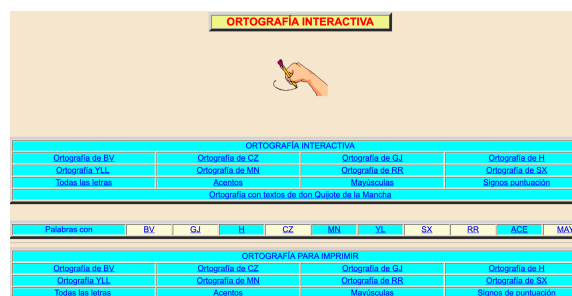 ORTOGRAFÍA INTERACTIVA
ORTOGRAFÍA INTERACTIVA
Ortografía de BV Ortografía de CZ Ortografía de GJ Ortografía de H
Ortografía YLL Ortografía de MN Ortografía de RR Ortografía de SX
Todas las letras Acentos Mayúsculas Signos puntuación
Ortografía con textos de don Quijote de la Mancha
Palabras con BV GJ H CZ MN YL SX RR ACE MAY
ORTOGRAFÍA PARA IMPRIMIR
Ortografía de BV Ortografía de CZ Ortografía de GJ Ortografía de H
Ortografía YLL Ortografía de MN Ortografía de RR Ortografía de SX
Todas las letras Acentos Mayúsculas Signos de puntuación